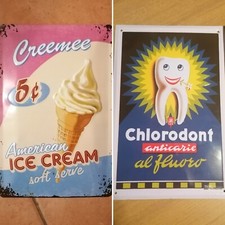 Creemee
5¢
American
ICE CREAM
soft serve
Chlorodont
anticarie
al fluoro